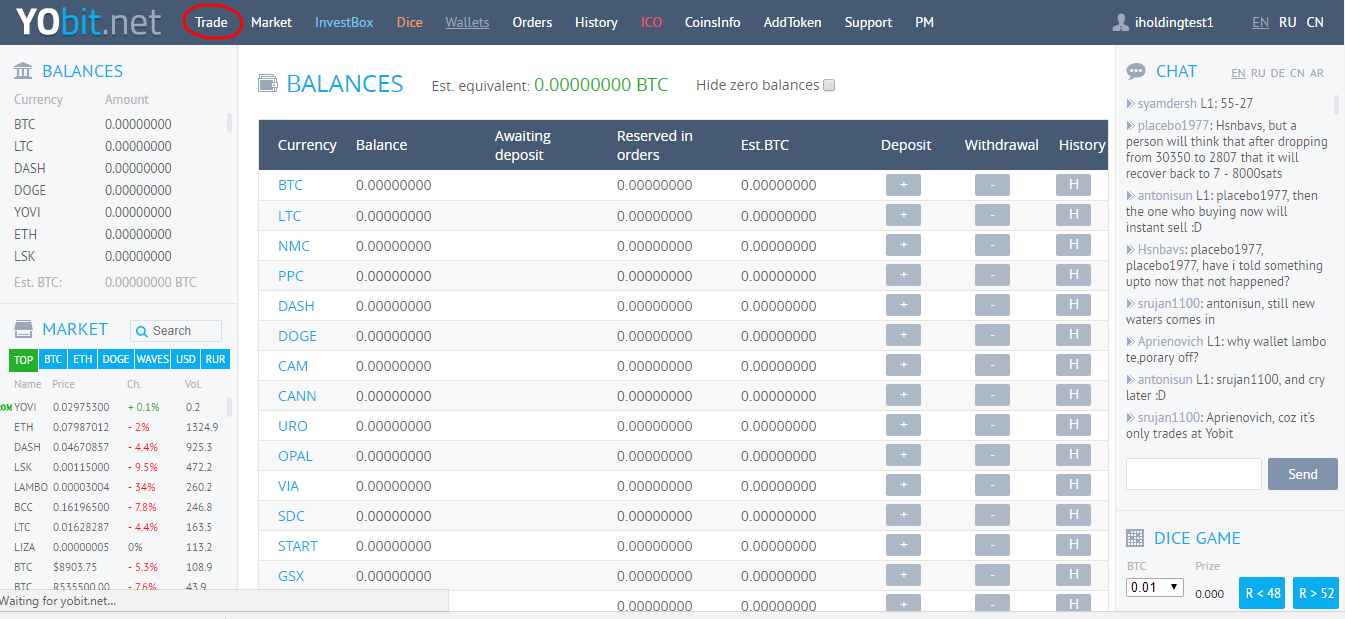 YObit.net Trade Market InvestBox Dice Wallets Orders History ICO CoinsInfo AddToken Support PM iholdingtest1 EN RU CN
BALANCES
Currency Amount
BTC 0.00000000
LTC 0.00000000
DASH 0.00000000
DOGE 0.00000000
YOVI 0.00000000
ETH 0.00000000
LSK 0.00000000
Est. BTC: 0.00000000 BTC
MARKET Search
TOP BTC ETH DOGE WAVES USD RUR
Name Price Ch. Vol.
YOVI 0.02975300 + 0.1% 0.2
ETH 0.07987012 - 2% 1324.9
DASH 0.04670857 - 4.4% 925.3
LSK 0.00115000 - 9.5% 472.2
LAMBO 0.00003004 - 34% 260.2
BCC 0.16196500 - 7.8% 246.8
LTC 0.01628287 - 4.4% 163.5
LIZA 0.00000005 0% 113.2
BTC $8903.75 - 5.3% 108.9
BTC R535500.00 - 7.6% 43.9
Waiting for yobit.net...
BALANCES Est. equivalent: 0.00000000 BTC Hide zero balances
Currency Balance Awaiting deposit Reserved in orders Est.BTC Deposit Withdrawal History
BTC 0.00000000 0.00000000 0.00000000 + - H
LTC 0.00000000 0.00000000 0.00000000 + - H
NMC 0.00000000 0.00000000 0.00000000 + - H
PPC 0.00000000 0.00000000 0.00000000 + - H
DASH 0.00000000 0.00000000 0.00000000 + - H
DOGE 0.00000000 0.00000000 0.00000000 + - H
CAM 0.00000000 0.00000000 0.00000000 + - H
CANN 0.00000000 0.00000000 0.00000000 + - H
URO 0.00000000 0.00000000 0.00000000 + - H
OPAL 0.00000000 0.00000000 0.00000000 + - H
VIA 0.00000000 0.00000000 0.00000000 + - H
SDC 0.00000000 0.00000000 0.00000000 + - H
START 0.00000000 0.00000000 0.00000000 + - H
GSX 0.00000000 0.00000000 0.00000000 + - H
0.00000000 0.00000000 + - H
CHAT EN RU DE CN AR
syamdersh L1: 55-27
placebo1977: Hsnbavs, but a
person will think that after dropping
from 30350 to 2807 that it will
recover back to 7 - 8000sats
antonisun L1: placebo1977, then
the one who buying now will
instant sell :D
Hsnbavs: placebo1977,
placebo1977, have i told something
upto now that not happened?
srujan1100: antonisun, still new
waters comes in
Aprienovich L1: why wallet lambo
te,porary off?
antonisun L1: srujan1100, and cry
later :D
srujan1100: Aprienovich, coz it's
only trades at Yobit
Send
DICE GAME
BTC Prize
0.01 0.000 R < 48 R > 52